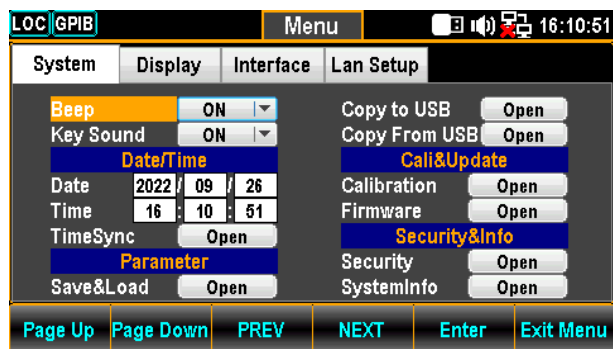 LOC GPIB Menu 16:10:51
System Display Interface Lan Setup
Beep ON
Key Sound ON
Date/Time
Date 2022 / 09 / 26
Time 16 : 10 : 51
TimeSync Open
Parameter
Save&Load Open
Copy to USB Open
Copy From USB Open
Cali&Update
Calibration Open
Firmware Open
Security&Info
Security Open
SystemInfo Open
Page Up Page Down PREV NEXT Enter Exit Menu